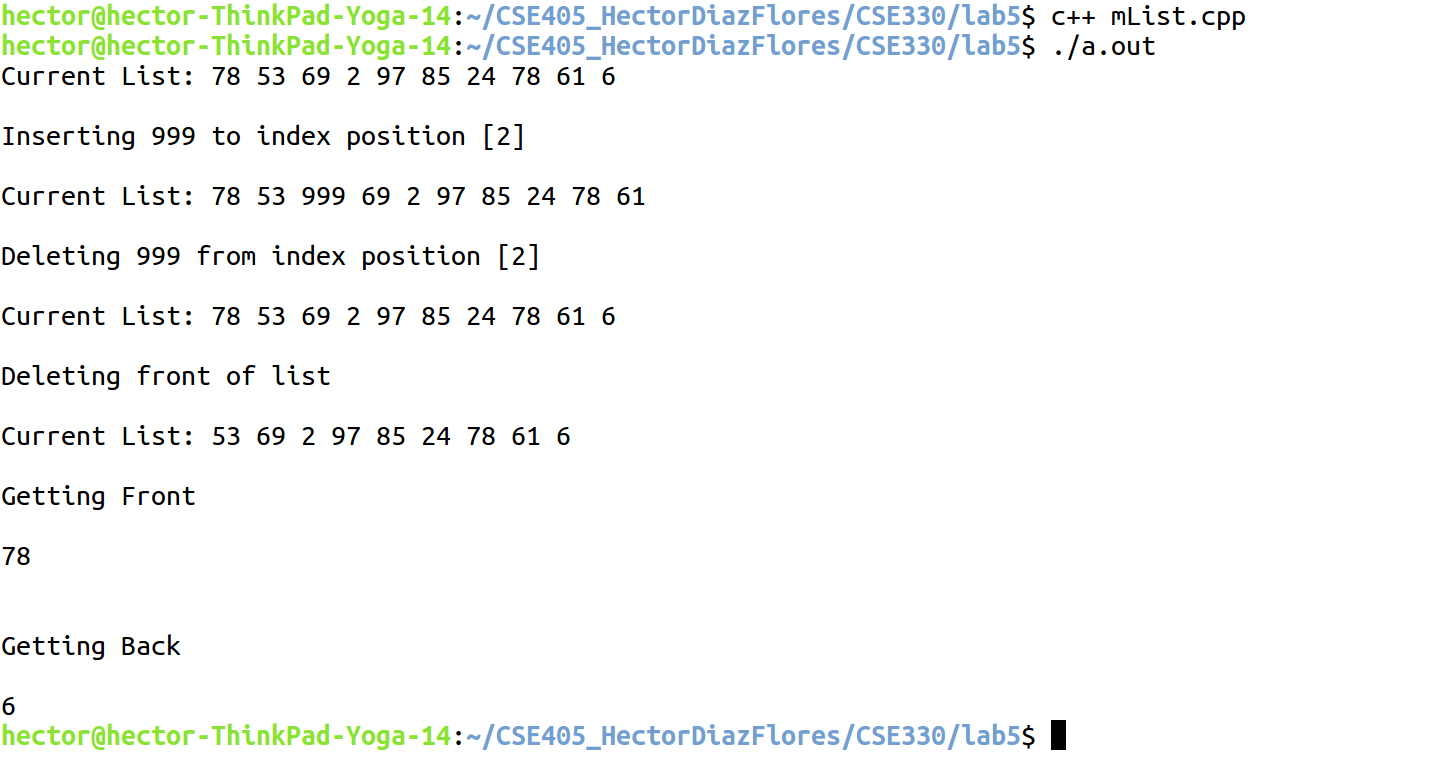 hector@hector-ThinkPad-Yoga-14:~/CSE405_HectorDiazFlores/CSE330/lab5$ c++ mList.cpp
hector@hector-ThinkPad-Yoga-14:~/CSE405_HectorDiazFlores/CSE330/lab5$ ./a.out
Current List: 78 53 69 2 97 85 24 78 61 6
Inserting 999 to index position [2]
Current List: 78 53 999 69 2 97 85 24 78 61
Deleting 999 from index position [2]
Current List: 78 53 69 2 97 85 24 78 61 6
Deleting front of list
Current List: 53 69 2 97 85 24 78 61 6
Getting Front
78
Getting Back
6
hector@hector-ThinkPad-Yoga-14:~/CSE405_HectorDiazFlores/CSE330/lab5$